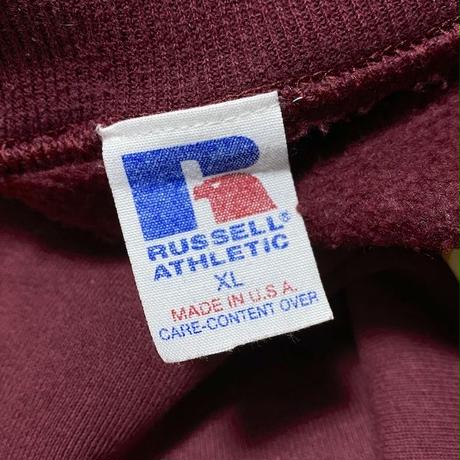 RUSSELL®
ATHLETIC
XL
MADE IN U.S.A.
CARE-CONTENT OVER